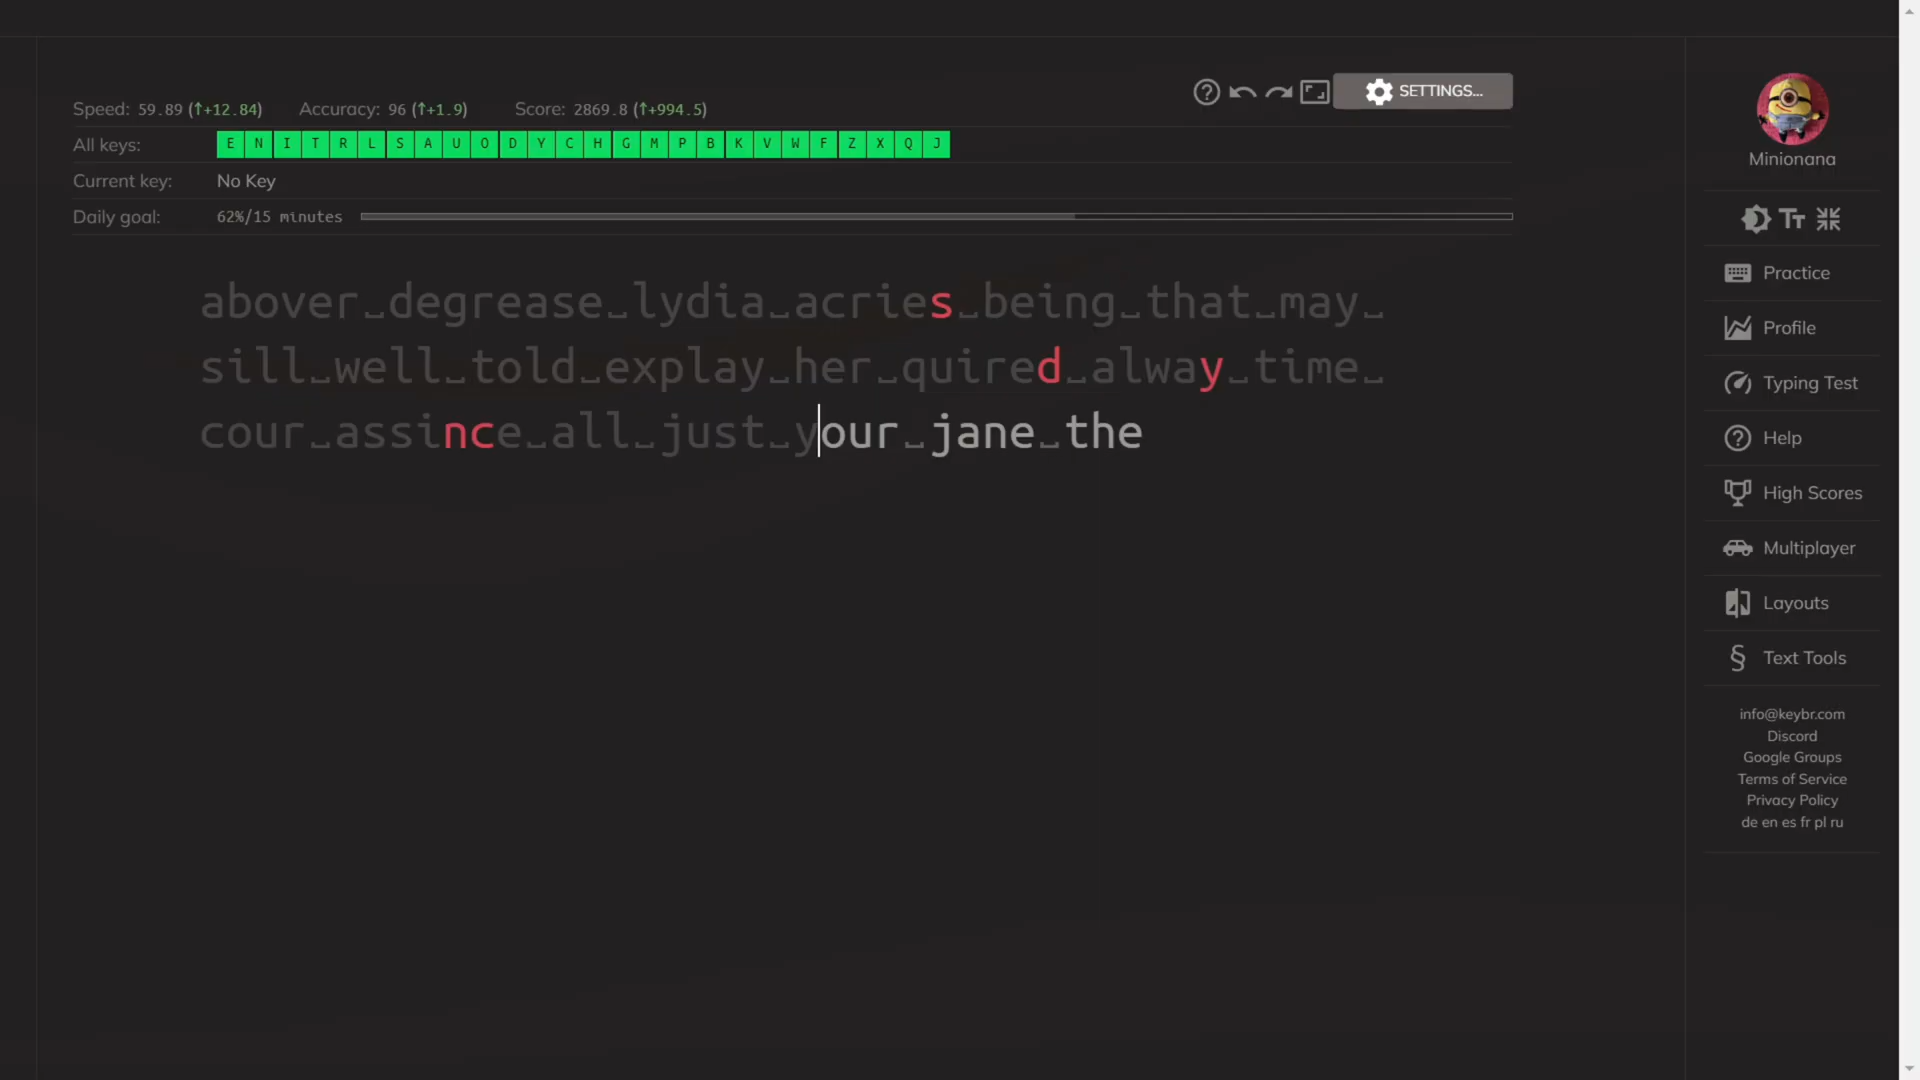 Speed: 59.89 (↑+12.84) Accuracy: 96 (↑+1.9) Score: 2869.8 (↑+994.5)
SETTINGS...
All keys: E N I T R L S A U O D Y C H G M P B K V W F Z X Q J
Current key: No Key
Daily goal: 62%/15 minutes
abover␣degrease␣lydia␣acries␣being␣that␣may␣
sill␣well␣told␣explay␣her␣quired␣alway␣time␣
cour␣assince␣all␣just␣your␣jane␣the
Minionana
Practice
Profile
Typing Test
Help
High Scores
Multiplayer
Layouts
§ Text Tools
info@keybr.com
Discord
Google Groups
Terms of Service
Privacy Policy
de en es fr pl ru